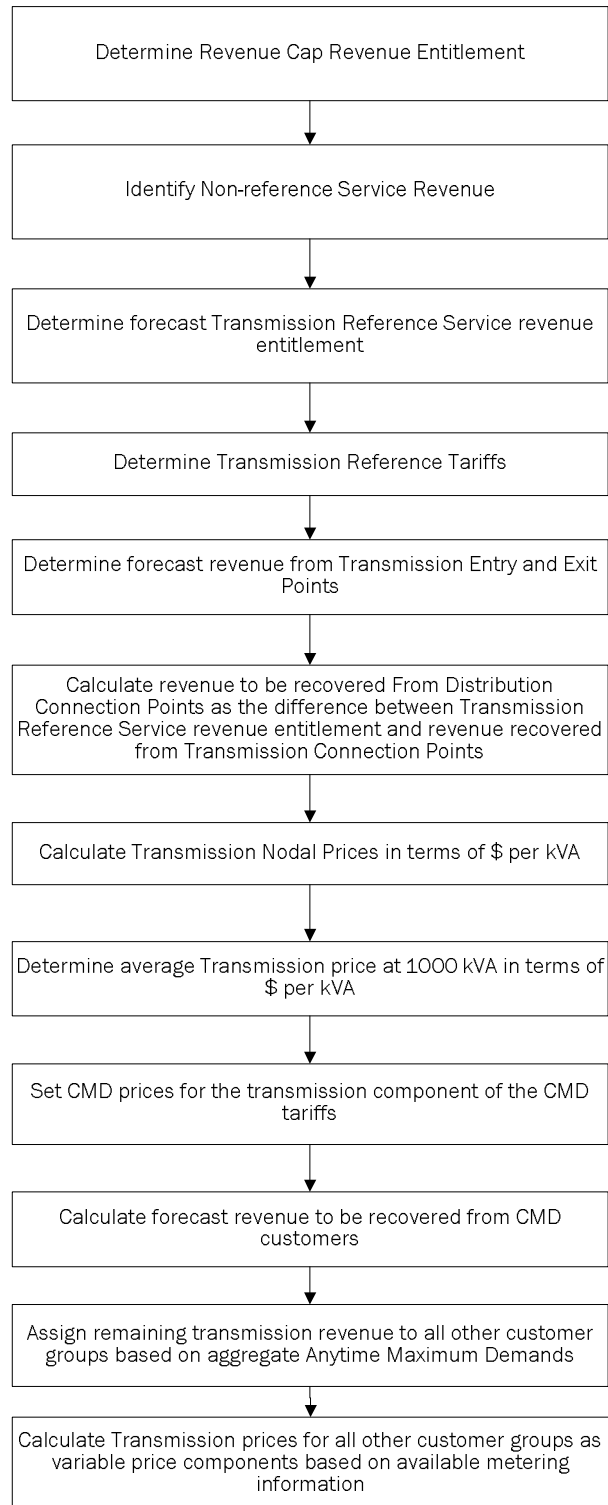 Determine Revenue Cap Revenue Entitlement
Identify Non-reference Service Revenue
Determine forecast Transmission Reference Service revenue
entitlement
Determine Transmission Reference Tariffs
Determine forecast revenue from Transmission Entry and Exit
Points
Calculate revenue to be recovered From Distribution
Connection Points as the difference between Transmission
Reference Service revenue entitlement and revenue recovered
from Transmission Connection Points
Calculate Transmission Nodal Prices in terms of $ per kVA
Determine average Transmission price at 1000 kVA in terms of
$ per kVA
Set CMD prices for the transmission component of the CMD
tariffs
Calculate forecast revenue to be recovered from CMD
customers
Assign remaining transmission revenue to all other customer
groups based on aggregate Anytime Maximum Demands
Calculate Transmission prices for all other customer groups as
variable price components based on available metering
information